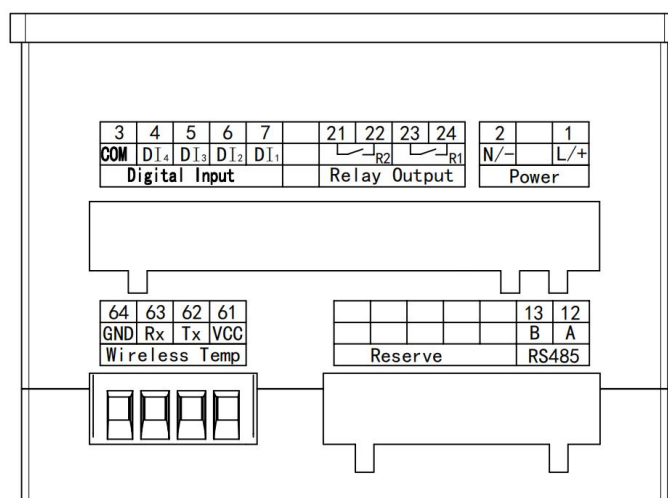 3 4 5 6 7 21 22 23 24 2 1
COM DI4 DI3 DI2 DI1 R2 R1 N/- L/+
Digital Input Relay Output Power
64 63 62 61 13 12
GND Rx Tx VCC B A
Wireless Temp Reserve RS485